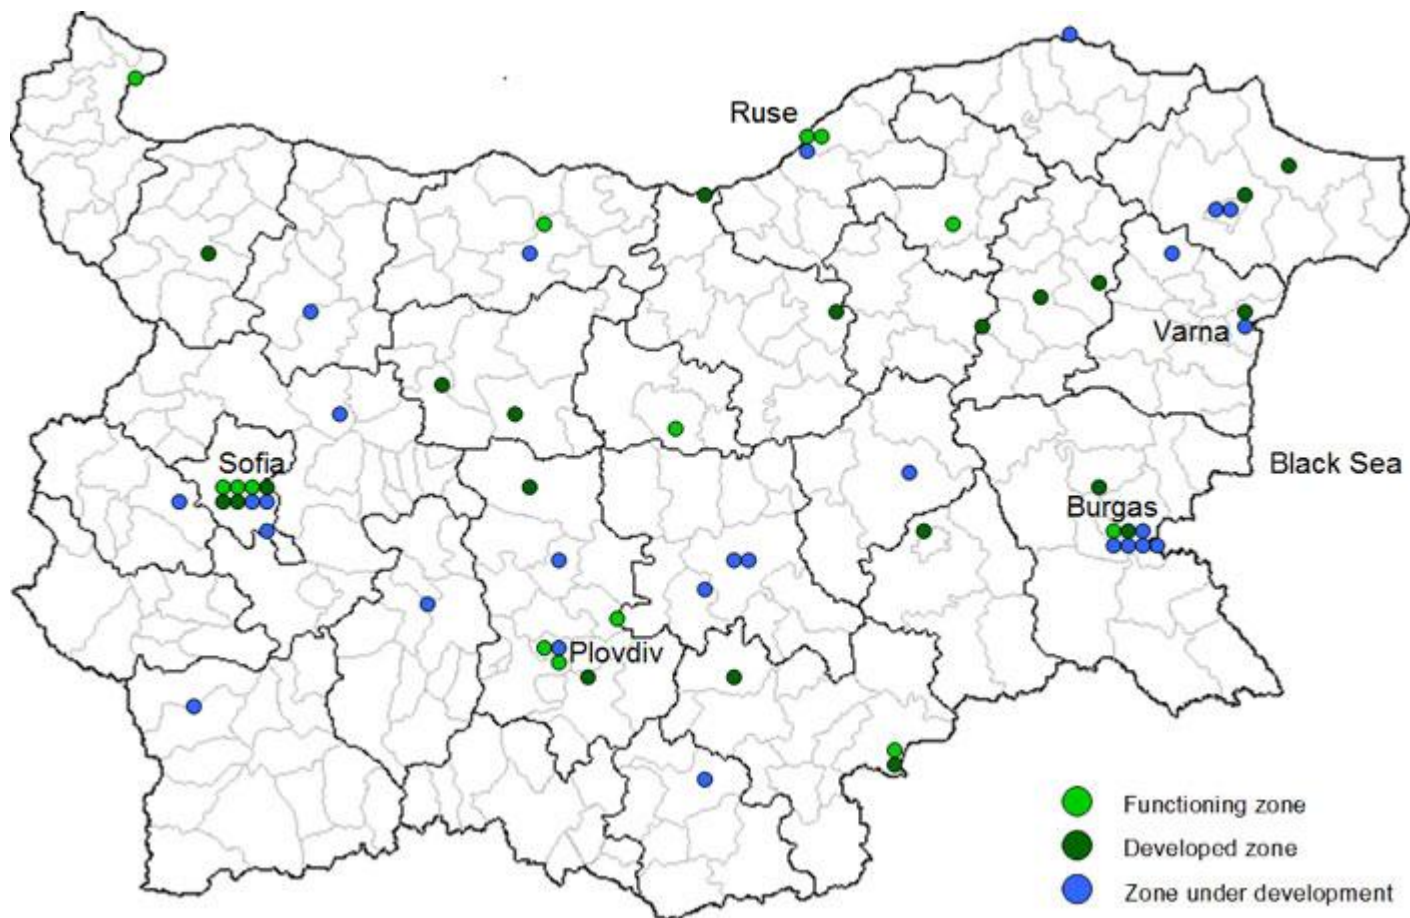 Ruse
Varna
Sofia
Black Sea
Burgas
Plovdiv
Functioning zone
Developed zone
Zone under development